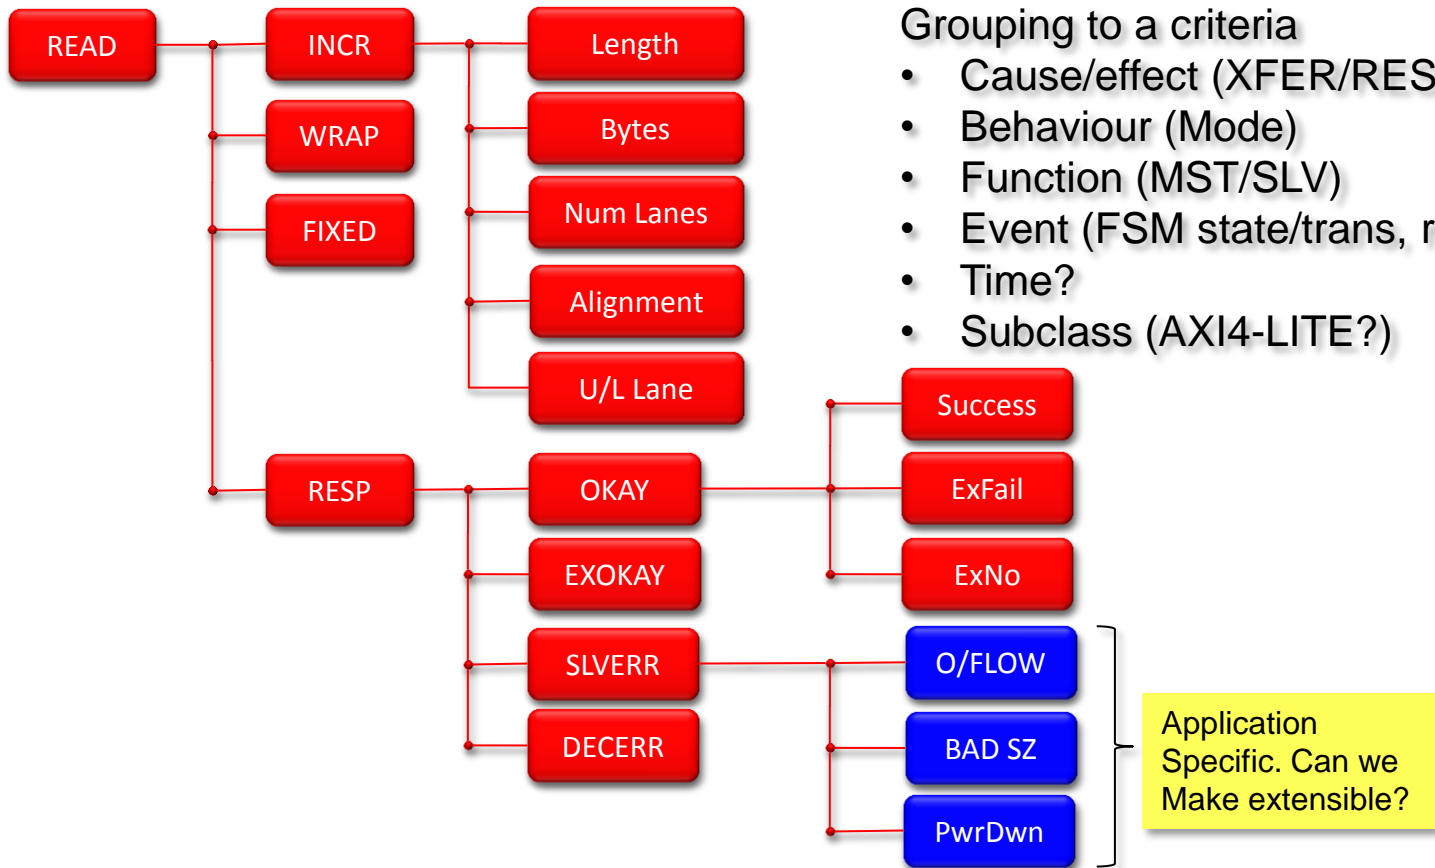 READ
INCR
WRAP
FIXED
RESP
Length
Bytes
Num Lanes
Alignment
U/L Lane
OKAY
EXOKAY
SLVERR
DECERR
Success
ExFail
ExNo
O/FLOW
BAD SZ
PwrDwn
Grouping to a criteria
• Cause/effect (XFER/RES
• Behaviour (Mode)
• Function (MST/SLV)
• Event (FSM state/trans, r
• Time?
• Subclass (AXI4-LITE?)
Application
Specific. Can we
Make extensible?